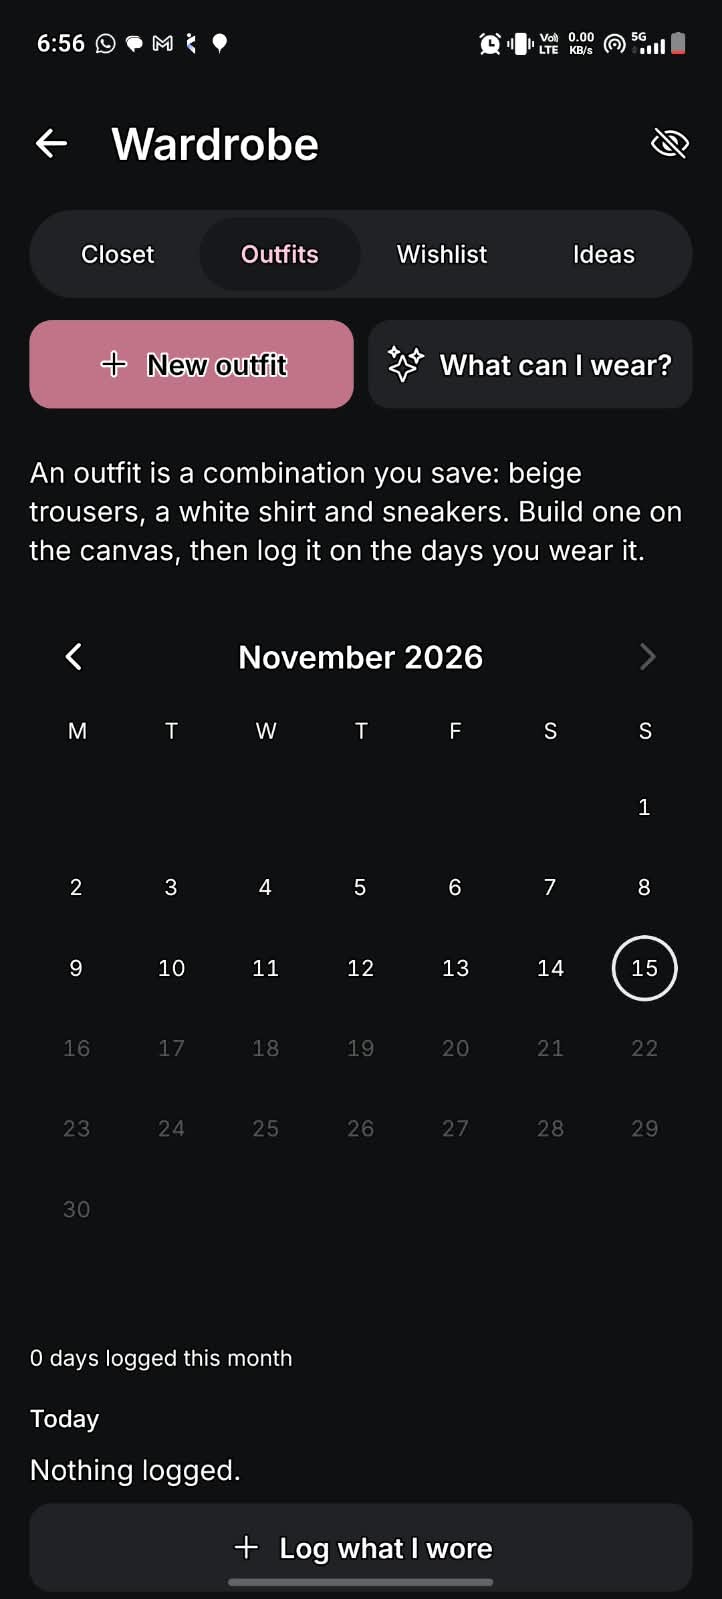 6:56
Vo) LTE 0.00 KB/s 5G
Wardrobe
Closet Outfits Wishlist Ideas
+ New outfit What can I wear?
An outfit is a combination you save: beige
trousers, a white shirt and sneakers. Build one on
the canvas, then log it on the days you wear it.
November 2026
M T W T F S S
1
2 3 4 5 6 7 8
9 10 11 12 13 14 15
16 17 18 19 20 21 22
23 24 25 26 27 28 29
30
0 days logged this month
Today
Nothing logged.
+ Log what I wore